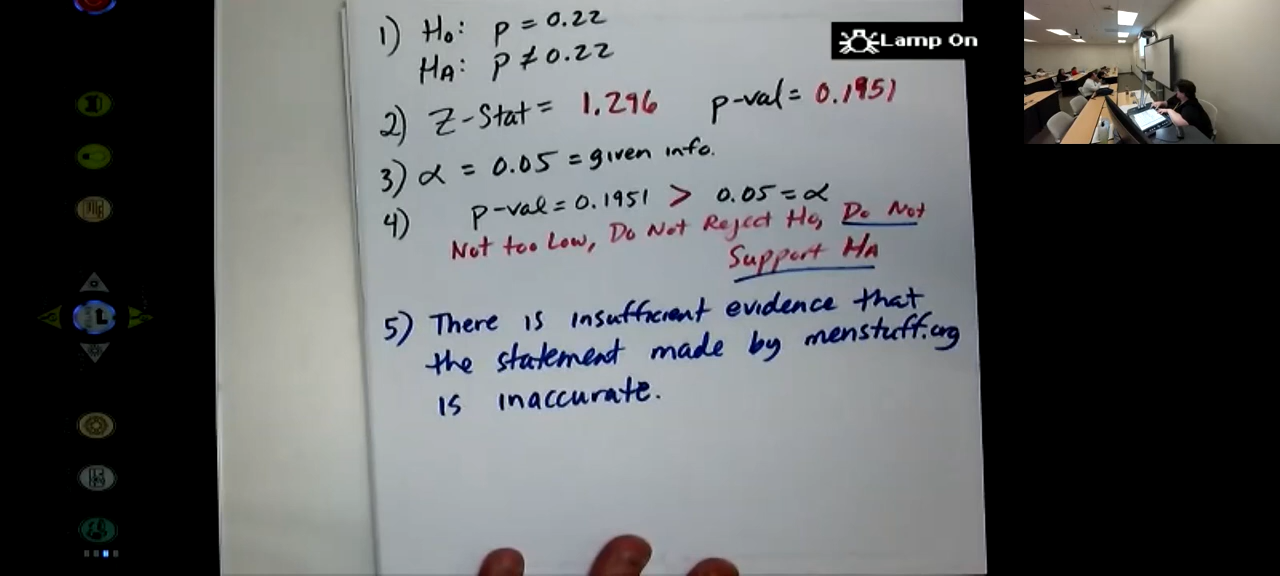 1) H₀: p = 0.22
Lamp On
HA: p ≠ 0.22
2) Z-Stat = 1.296 p-val = 0.1951
3) α = 0.05 = given info.
4) p-val = 0.1951 > 0.05 = α
Not too Low, Do Not Reject H₀, Do Not
Support HA
5) There is insufficient evidence that
the statement made by menstuff.org
is inaccurate.
L